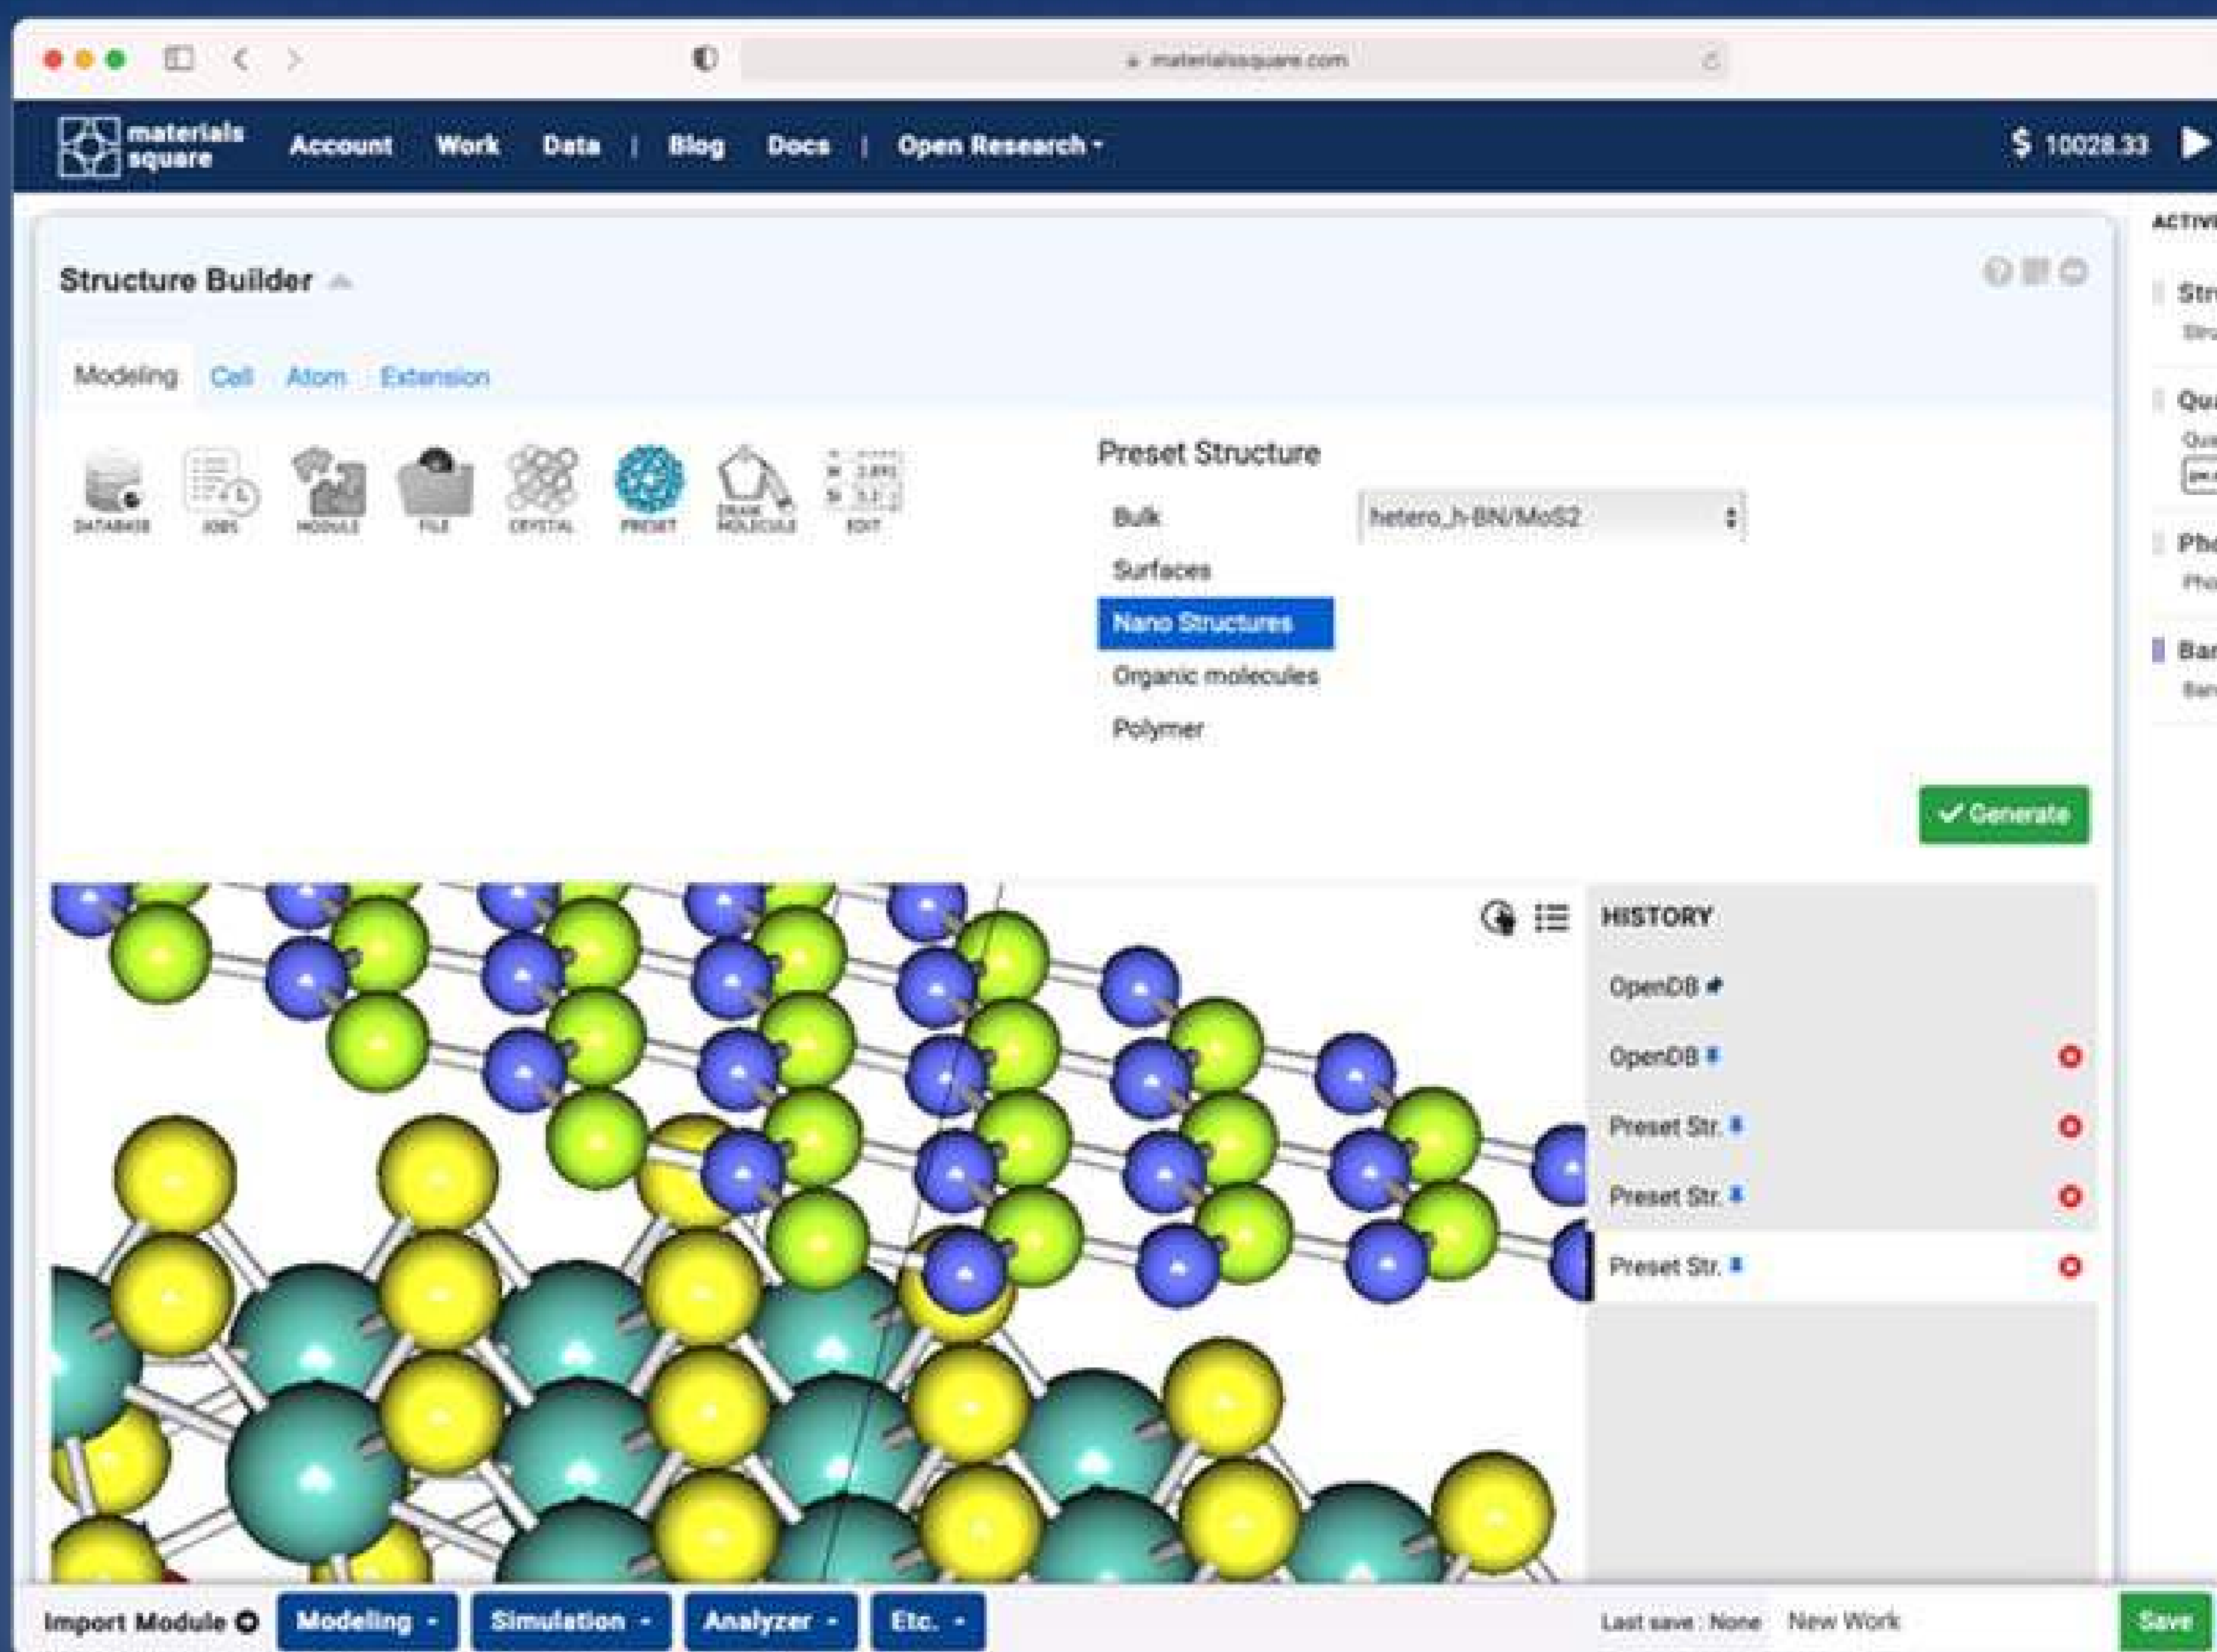 materialssquare.com
materials
square
Account Work Data | Blog Docs | Open Research
$ 10028.33
Structure Builder
Modeling Cell Atom Extension
DATABASE JOBS MODULE FILE CRYSTAL PRESET DRAW MOLECULE EDIT
Preset Structure
Bulk
hetero_h-BN/MoS2
Surfaces
Nano Structures
Organic molecules
Polymer
Generate
HISTORY
OpenDB
OpenDB
Preset Str.
Preset Str.
Preset Str.
Import Module Modeling Simulation Analyzer Etc.
Last save : None New Work Save